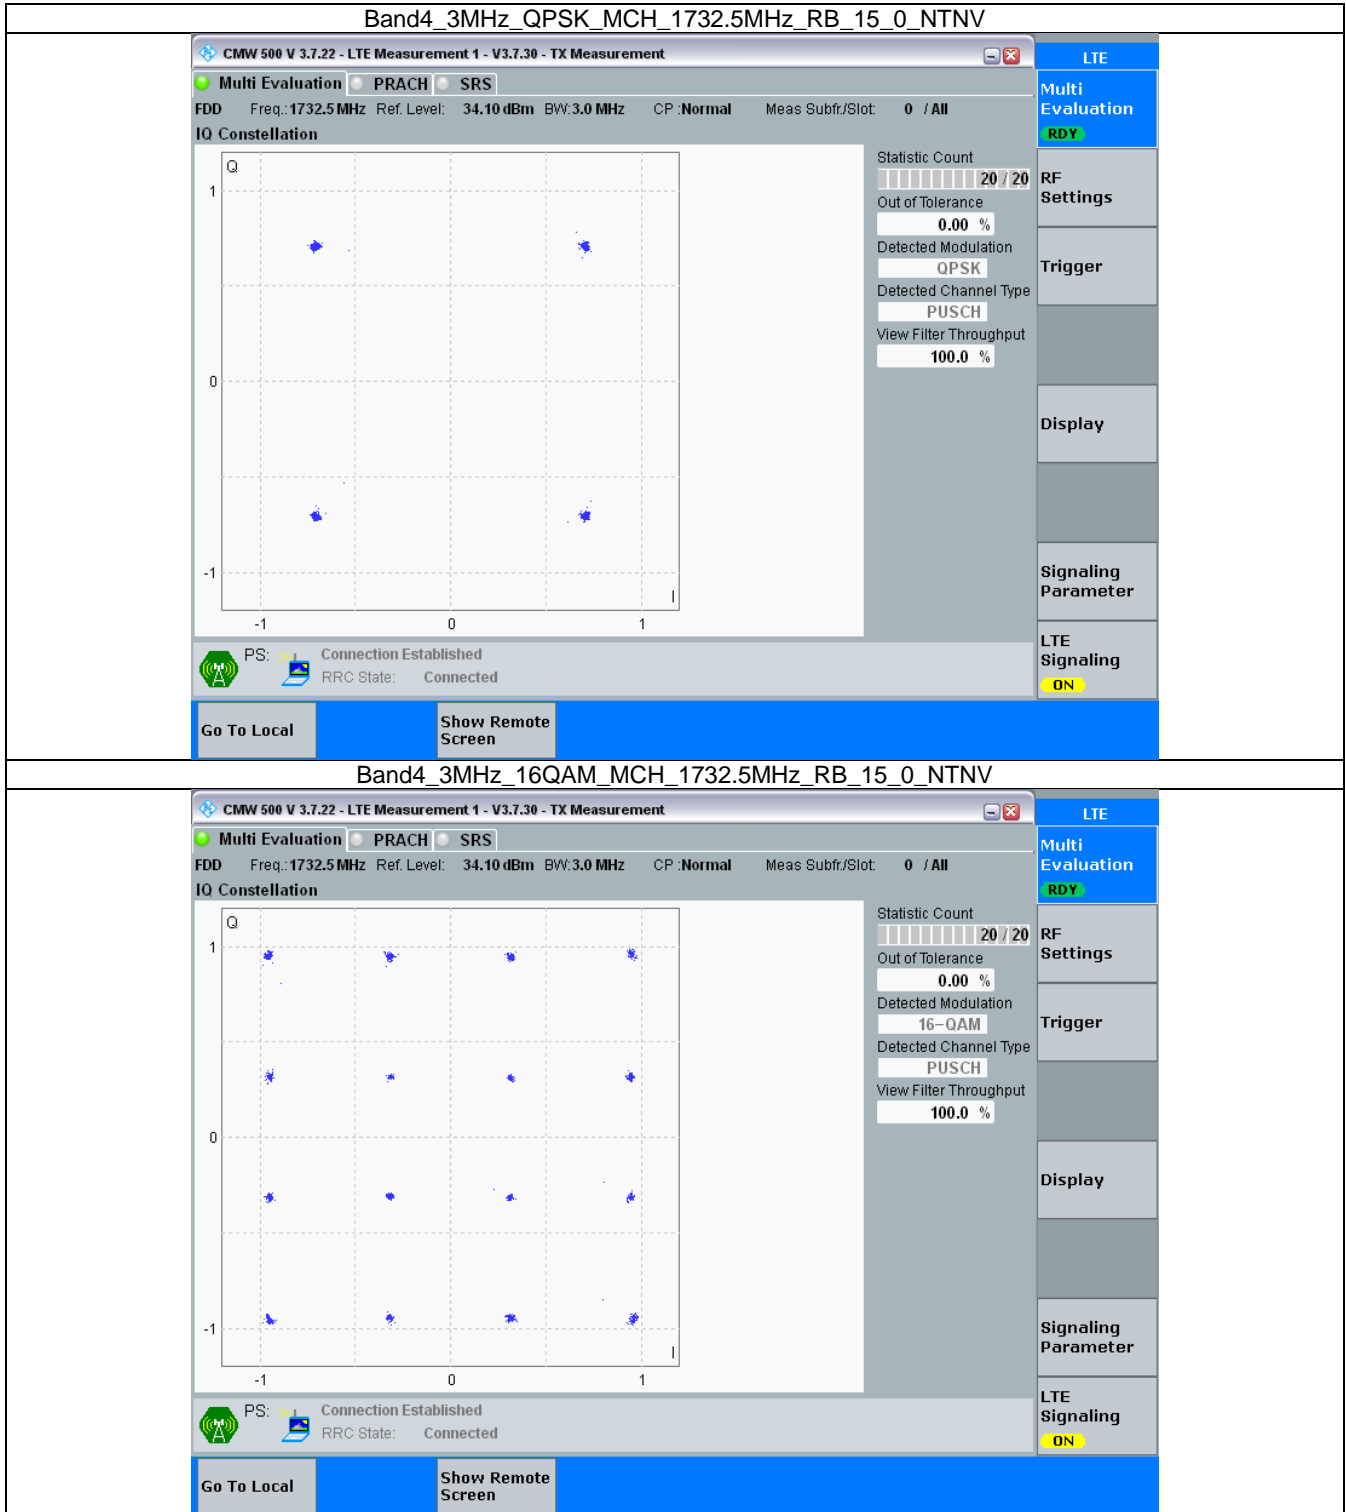 Band4_3MHz_QPSK_MCH_1732.5MHz_RB_15_0_NTNV
CMW 500 V 3.7.22 - LTE Measurement 1 - V3.7.30 - TX Measurement
LTE
Multi Evaluation PRACH SRS
Multi
Evaluation
RDY
FDD Freq.: 1732.5 MHz Ref. Level: 34.10 dBm BW: 3.0 MHz CP : Normal Meas Subfr./Slot: 0 / All
IQ Constellation
Q
1
0
-1
I
-1 0 1
Statistic Count
20 / 20
Out of Tolerance
0.00 %
Detected Modulation
QPSK
Detected Channel Type
PUSCH
View Filter Throughput
100.0 %
RF
Settings
Trigger
Display
Signaling
Parameter
LTE
Signaling
ON
PS: Connection Established
RRC State: Connected
Go To Local
Show Remote
Screen
Band4_3MHz_16QAM_MCH_1732.5MHz_RB_15_0_NTNV
CMW 500 V 3.7.22 - LTE Measurement 1 - V3.7.30 - TX Measurement
LTE
Multi Evaluation PRACH SRS
Multi
Evaluation
RDY
FDD Freq.: 1732.5 MHz Ref. Level: 34.10 dBm BW: 3.0 MHz CP : Normal Meas Subfr./Slot: 0 / All
IQ Constellation
Q
1
0
-1
I
-1 0 1
Statistic Count
20 / 20
Out of Tolerance
0.00 %
Detected Modulation
16-QAM
Detected Channel Type
PUSCH
View Filter Throughput
100.0 %
RF
Settings
Trigger
Display
Signaling
Parameter
LTE
Signaling
ON
PS: Connection Established
RRC State: Connected
Go To Local
Show Remote
Screen